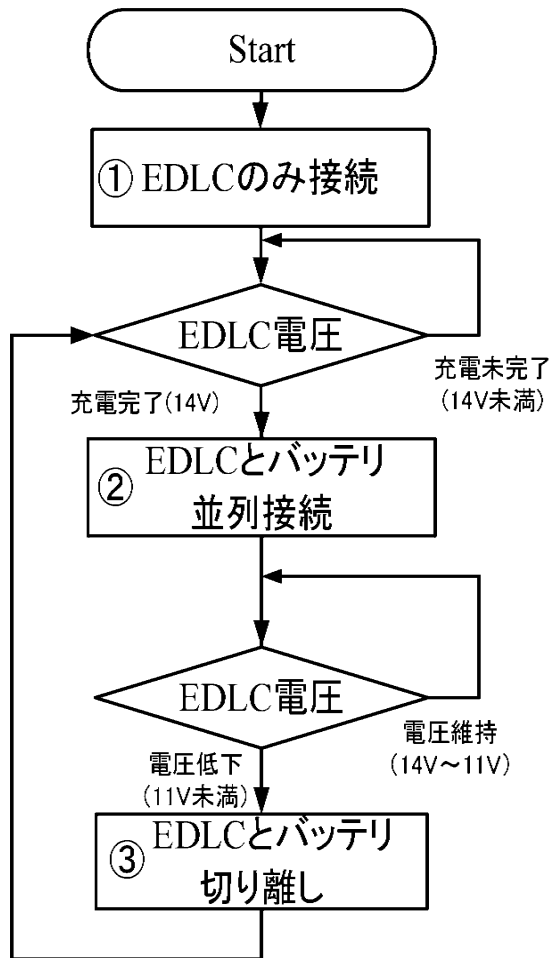 Start
① EDLCのみ接続
EDLC電圧
充電未完了
(14V未満)
充電完了(14V)
② EDLCとバッテリ
並列接続
EDLC電圧
電圧維持
(14V～11V)
電圧低下
(11V未満)
③ EDLCとバッテリ
切り離し